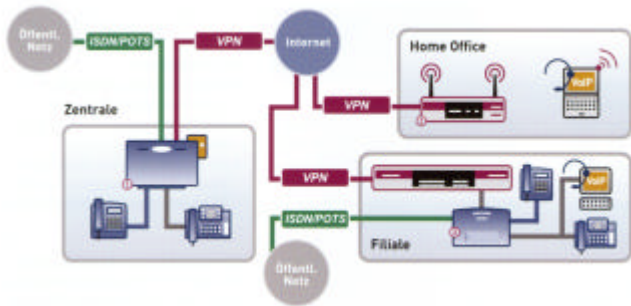 Öffentl.
Netz
ISDN/POTS
VPN
Internet
Home Office
VoIP
VPN
Zentrale
VPN
VoIP
ISDN/POTS
Filiale
Öffentl.
Netz